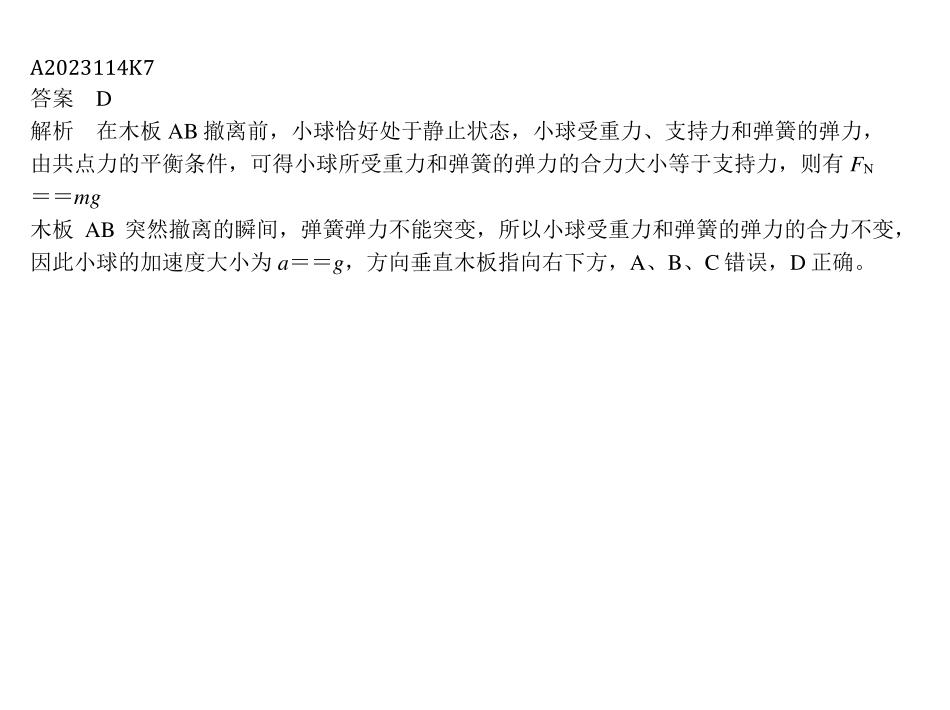 A2023114K7
答案 D
解析 在木板 AB 撤离前，小球恰好处于静止状态，小球受重力、支持力和弹簧的弹力，
由共点力的平衡条件，可得小球所受重力和弹簧的弹力的合力大小等于支持力，则有 FN
＝＝mg
木板 AB 突然撤离的瞬间，弹簧弹力不能突变，所以小球受重力和弹簧的弹力的合力不变，
因此小球的加速度大小为 a＝＝g，方向垂直木板指向右下方，A、B、C 错误，D 正确。